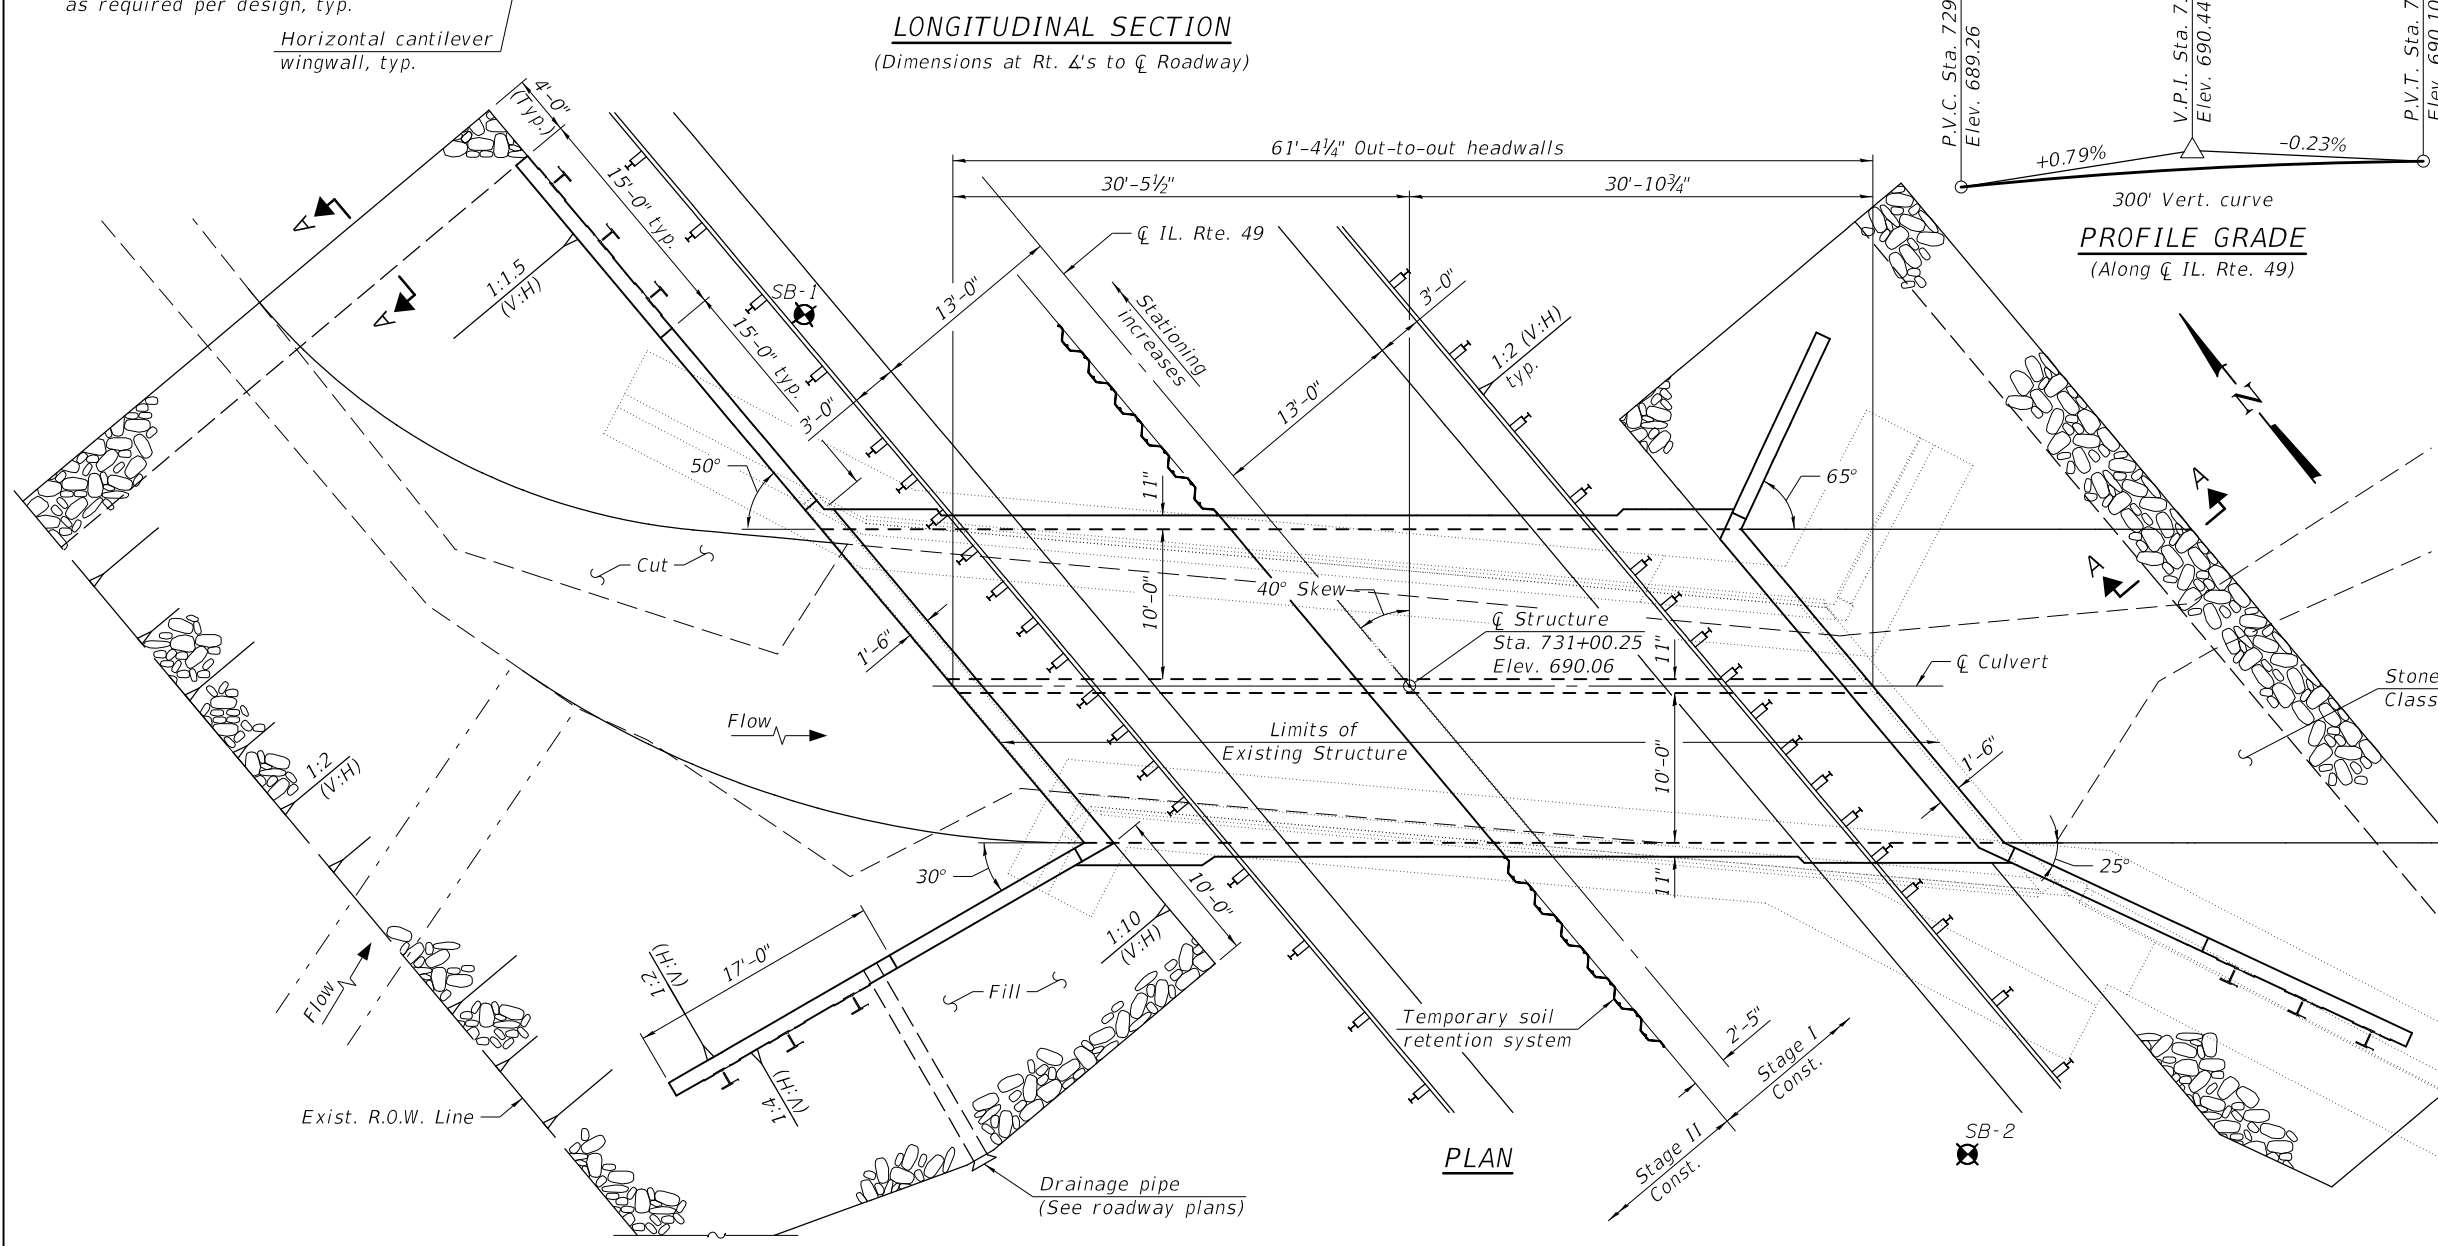 as required per design, typ.
Horizontal cantilever
wingwall, typ.
LONGITUDINAL SECTION
(Dimensions at Rt. ∡'s to ℄ Roadway)
P.V.C. Sta. 729
Elev. 689.26
V.P.I. Sta. 7
Elev. 690.44
P.V.T. Sta. 7
Elev. 690.10
+0.79%
-0.23%
300' Vert. curve
PROFILE GRADE
(Along ℄ IL. Rte. 49)
4'-0"
(Typ.)
15'-0" typ.
15'-0" typ.
3'-0"
13'-0"
SB-1
61'-4¼" Out-to-out headwalls
30'-5½"
30'-10¾"
℄ IL. Rte. 49
Stationing
increases
13'-0"
3'-0"
1:2 (V:H)
typ.
N
A
A
1:1.5
(V:H)
50°
65°
A
A
11"
10'-0"
Cut
40° Skew
℄ Structure
Sta. 731+00.25
Elev. 690.06
11"
℄ Culvert
1'-6"
Flow
Limits of
Existing Structure
10'-0"
1'-6"
Stone
Class
1:2
(V:H)
30°
11"
25°
10'-0"
1:10
(V:H)
17'-0"
1:2
(V:H)
1:4
(V:H)
Fill
Flow
Temporary soil
retention system
2'-5"
Stage I
Const.
Stage II
Const.
Exist. R.O.W. Line
PLAN
SB-2
Drainage pipe
(See roadway plans)